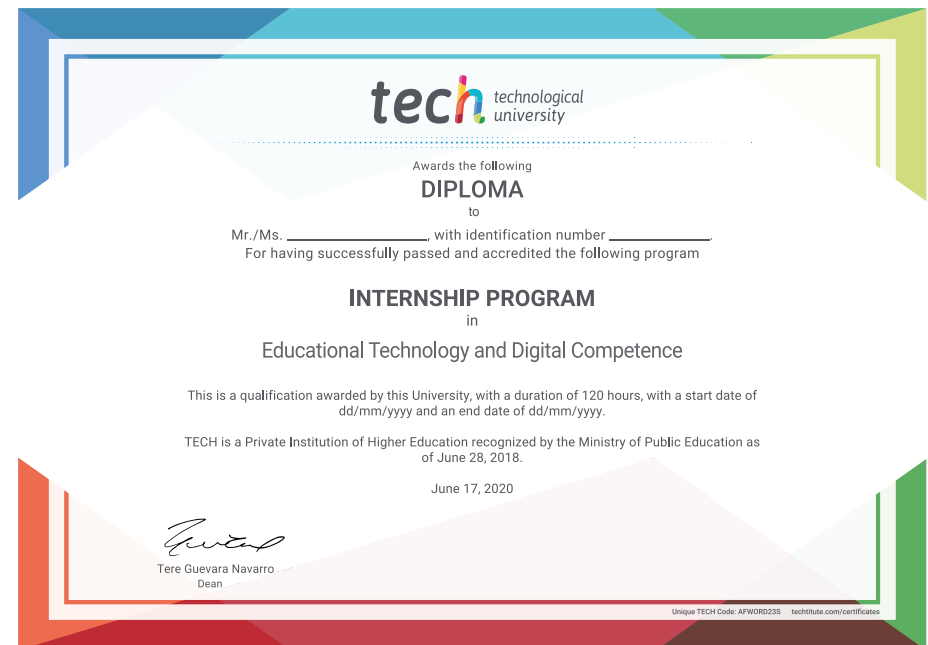 tech technological
university
Awards the following
DIPLOMA
to
Mr./Ms. ____________________, with identification number ______________.
For having successfully passed and accredited the following program
INTERNSHIP PROGRAM
in
Educational Technology and Digital Competence
This is a qualification awarded by this University, with a duration of 120 hours, with a start date of
dd/mm/yyyy and an end date of dd/mm/yyyy.
TECH is a Private Institution of Higher Education recognized by the Ministry of Public Education as
of June 28, 2018.
June 17, 2020
Tere Guevara Navarro
Dean
Unique TECH Code: AFWORD23S techtitute.com/certificates